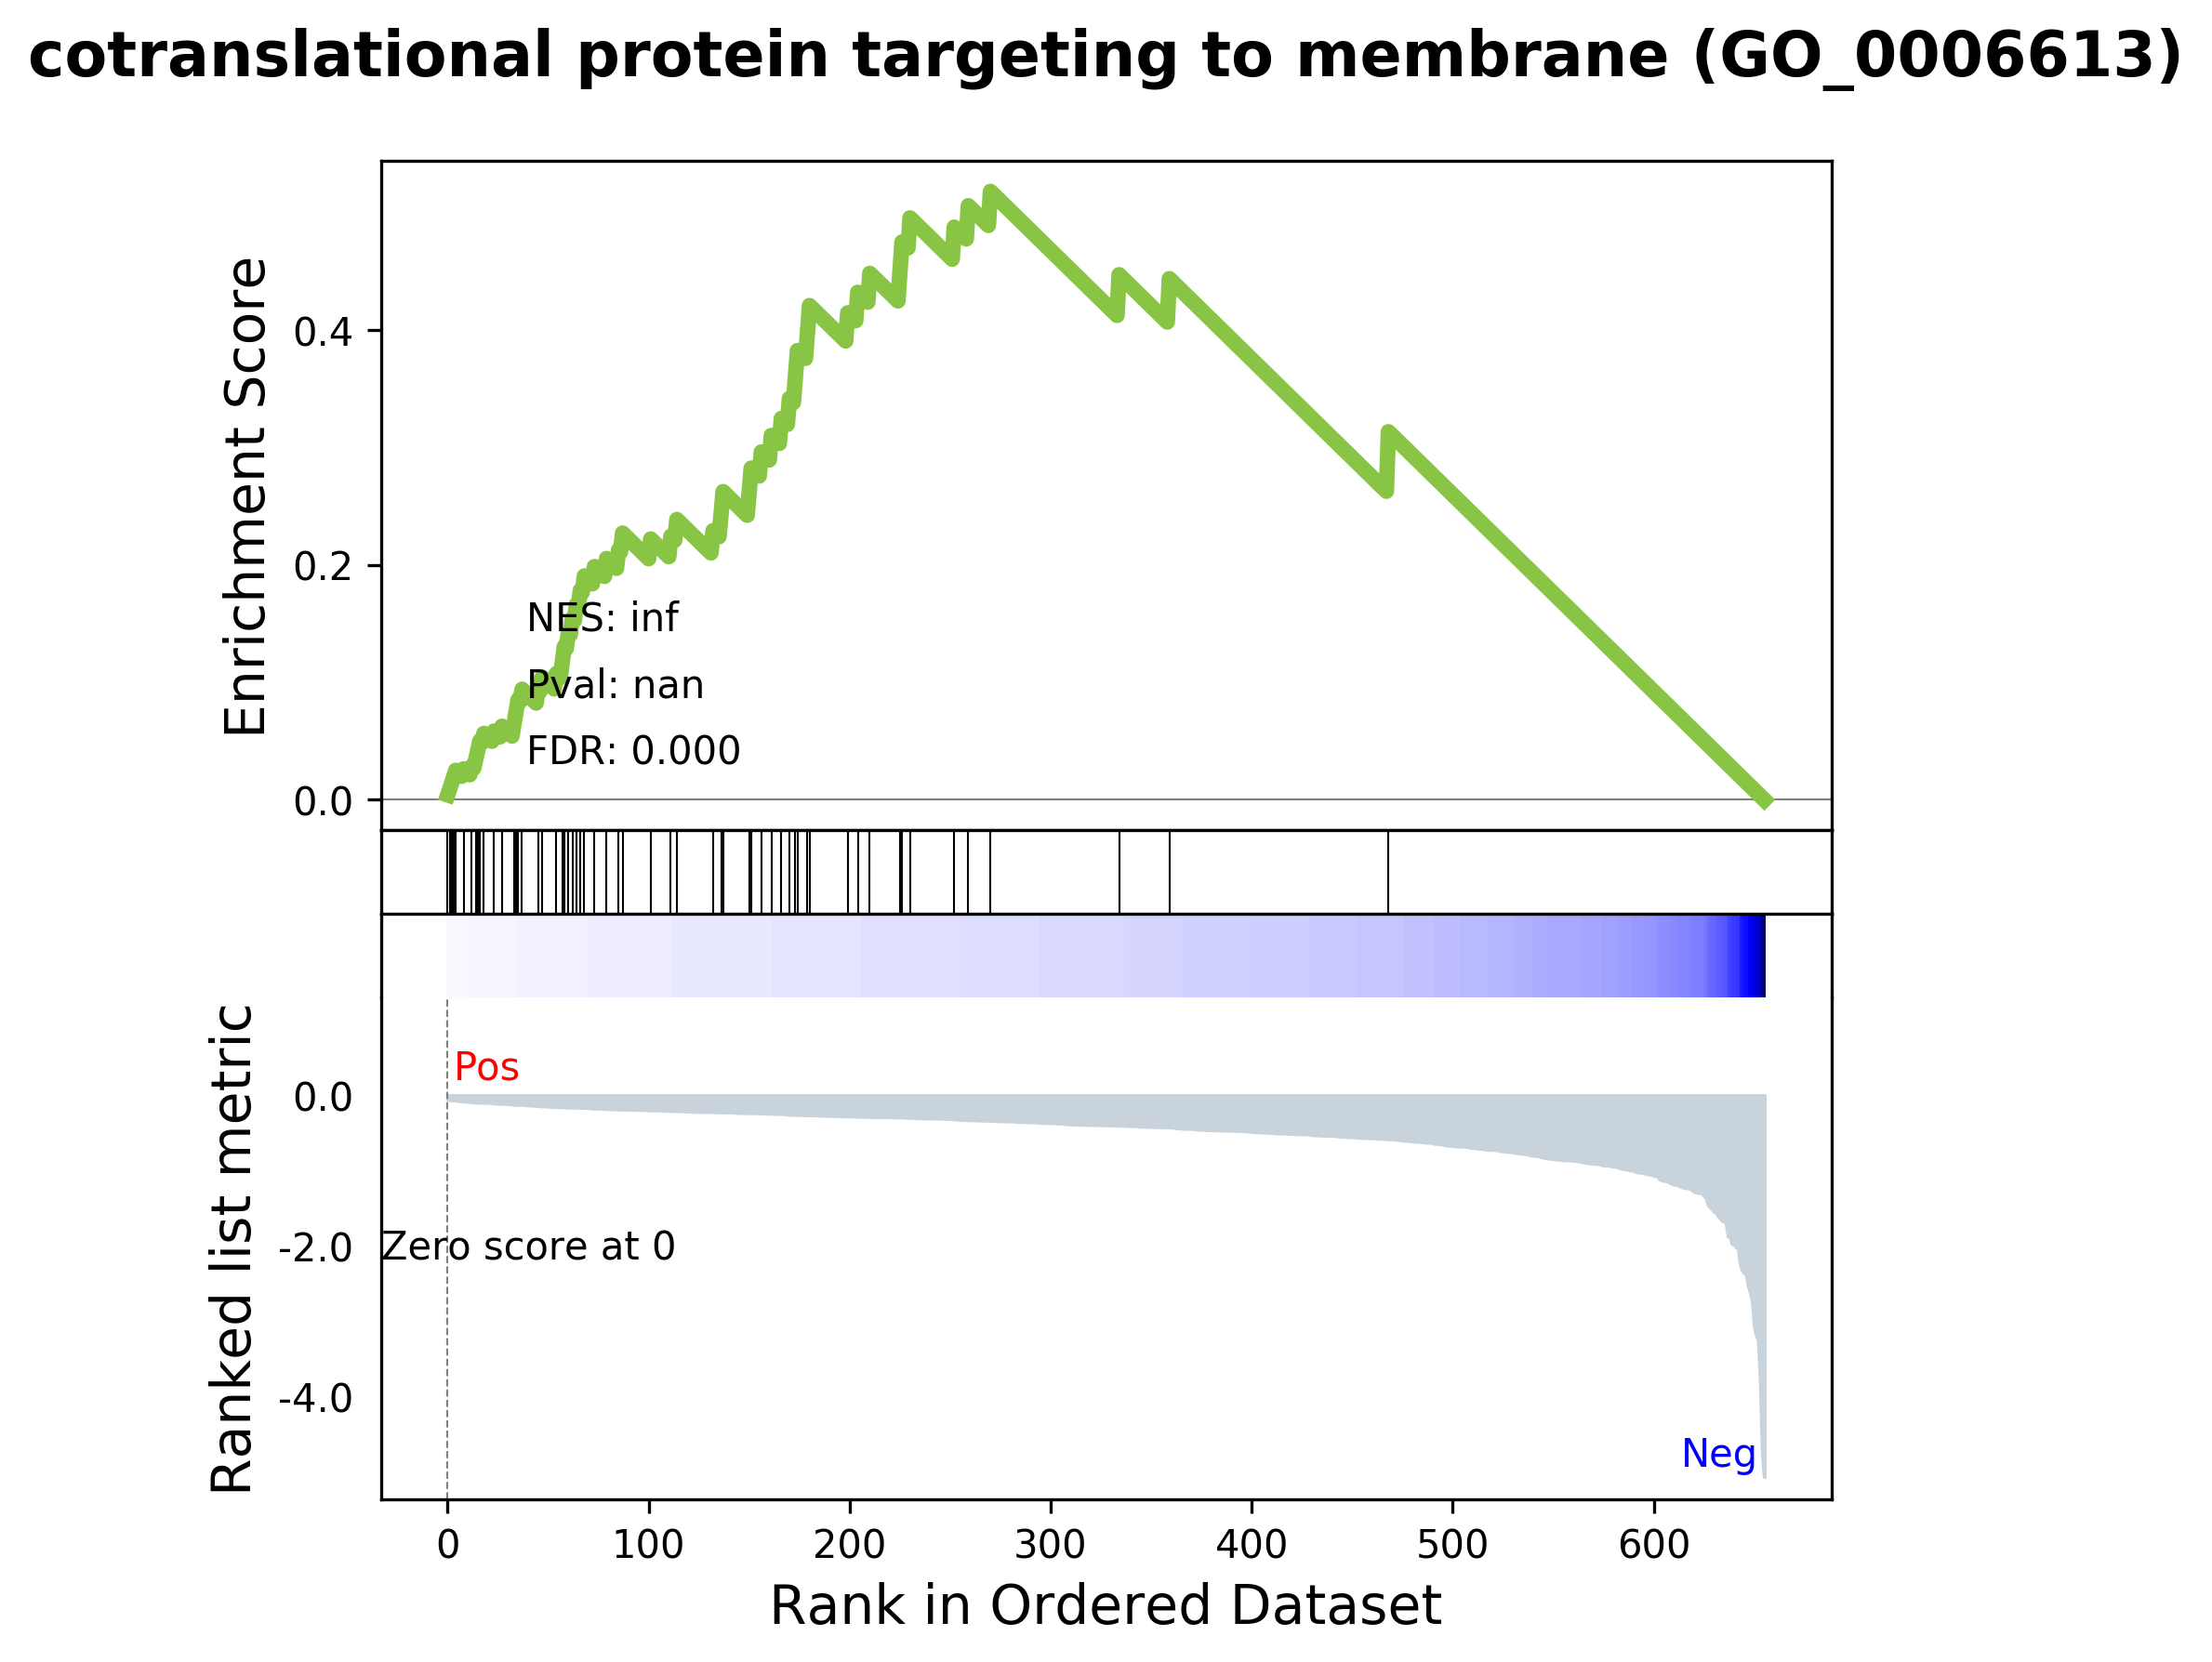 cotranslational protein targeting to membrane (GO_0006613)
Enrichment Score
0.4
0.2
0.0
NES: inf
Pval: nan
FDR: 0.000
Ranked list metric
Pos
0.0
-2.0
Zero score at 0
-4.0
Neg
0 100 200 300 400 500 600
Rank in Ordered Dataset